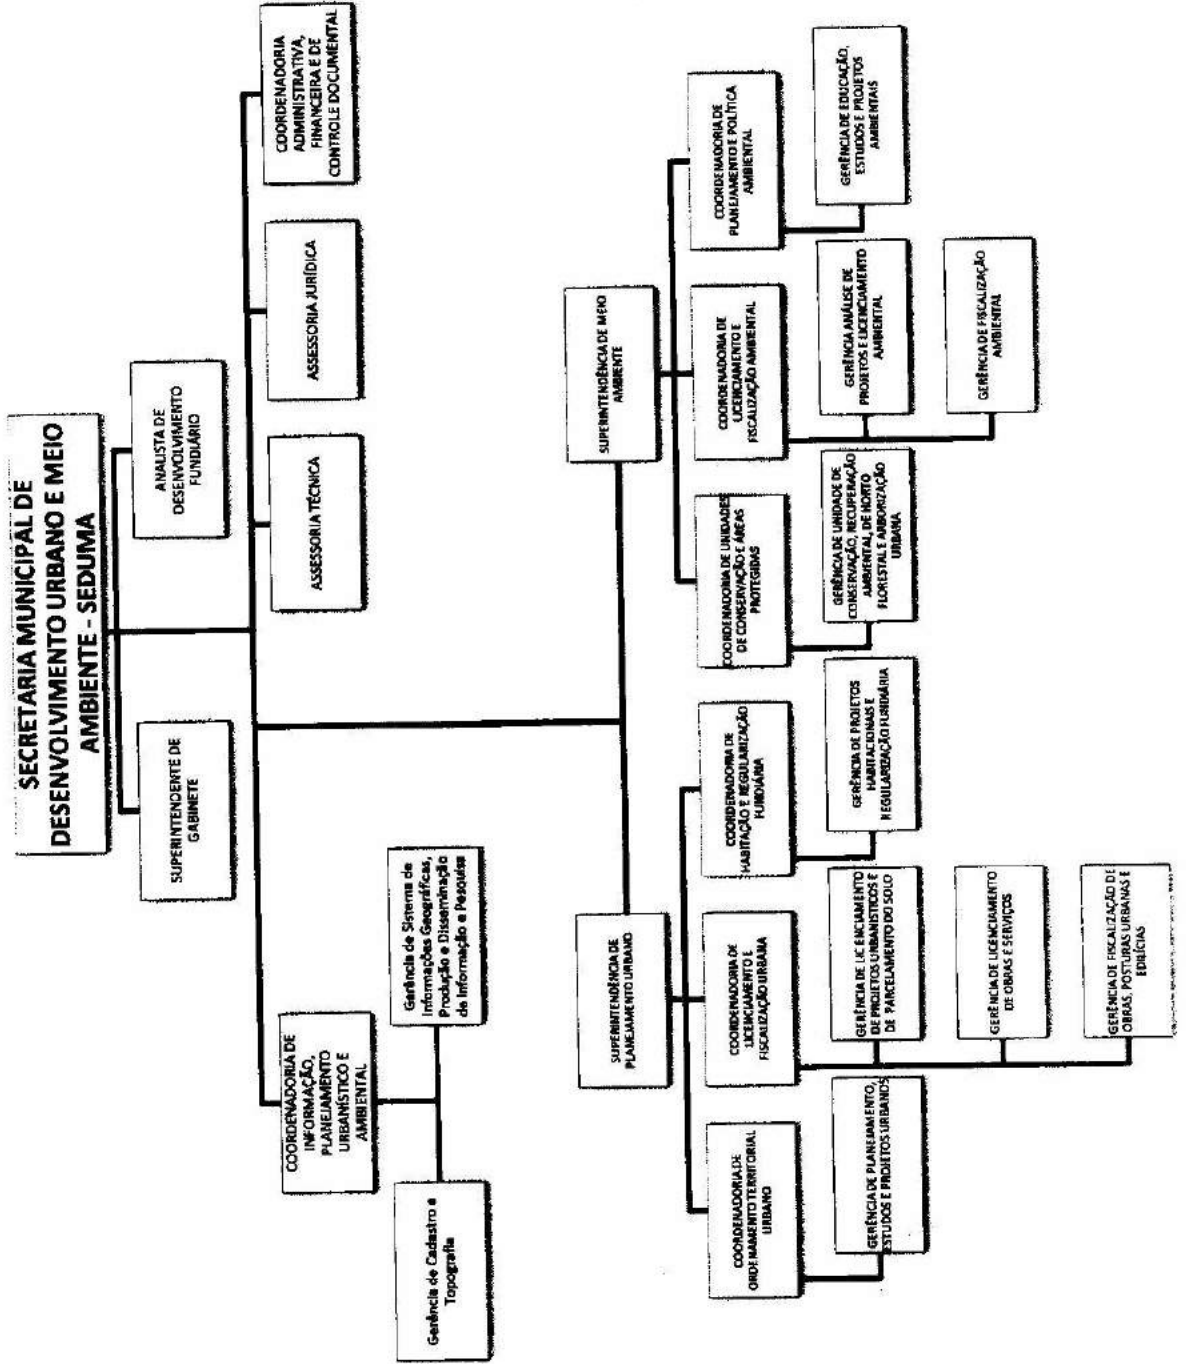 SECRETARIA MUNICIPAL DE
DESENVOLVIMENTO URBANO E MEIO
AMBIENTE - SEDUMA
SUPERINTENDENTE DE
GABINETE
ANALISTA DE
DESENVOLVIMENTO
FUNDIÁRIO
COORDENADORIA DE
INFORMAÇÃO,
PLANEJAMENTO
URBANÍSTICO E
AMBIENTAL
ASSESSORIA TÉCNICA
ASSESSORIA JURÍDICA
COORDENADORIA
ADMINISTRATIVA,
FINANCEIRA E DE
CONTROLE DOCUMENTAL
Gerência de Cadastro e
Topografia
Gerência de Sistema de
Informações Geográficas,
Produção e Disseminação
de Informação e Pesquisa
SUPERINTENDÊNCIA DE
PLANEJAMENTO URBANO
SUPERINTENDÊNCIA DE MEIO
AMBIENTE
COORDENADORIA DE
ORDENAMENTO TERRITORIAL
URBANO
COORDENADORIA DE
LICENCIAMENTO E
FISCALIZAÇÃO URBANA
COORDENADORIA DE
HABITAÇÃO E REGULARIZAÇÃO
FUNDIÁRIA
COORDENADORIA DE UNIDADES
DE CONSERVAÇÃO E ÁREAS
PROTEGIDAS
COORDENADORIA DE
LICENCIAMENTO E
FISCALIZAÇÃO AMBIENTAL
COORDENADORIA DE
PLANEJAMENTO E POLÍTICA
AMBIENTAL
GERÊNCIA DE PLANEJAMENTO,
ESTUDOS E PROJETOS URBANOS
GERÊNCIA DE LICENCIAMENTO
DE PROJETOS URBANISTICOS E
DE PARCELAMENTO DO SOLO
GERÊNCIA DE LICENCIAMENTO
DE OBRAS E SERVIÇOS
GERÊNCIA DE FISCALIZAÇÃO DE
OBRAS, POSTURAS URBANAS E
EDILÍCIAS
GERÊNCIA DE PROJETOS
HABITACIONAIS E
REGULARIZAÇÃO FUNDIÁRIA
GERÊNCIA DE UNIDADE DE
CONSERVAÇÃO, RECUPERAÇÃO
AMBIENTAL, DE HORTO
FLORESTAL E ARBORIZAÇÃO
URBANA
GERÊNCIA ANÁLISE DE
PROJETOS E LICENCIAMENTO
AMBIENTAL
GERÊNCIA DE FISCALIZAÇÃO
AMBIENTAL
GERÊNCIA DE EDUCAÇÃO,
ESTUDOS E PROJETOS
AMBIENTAIS